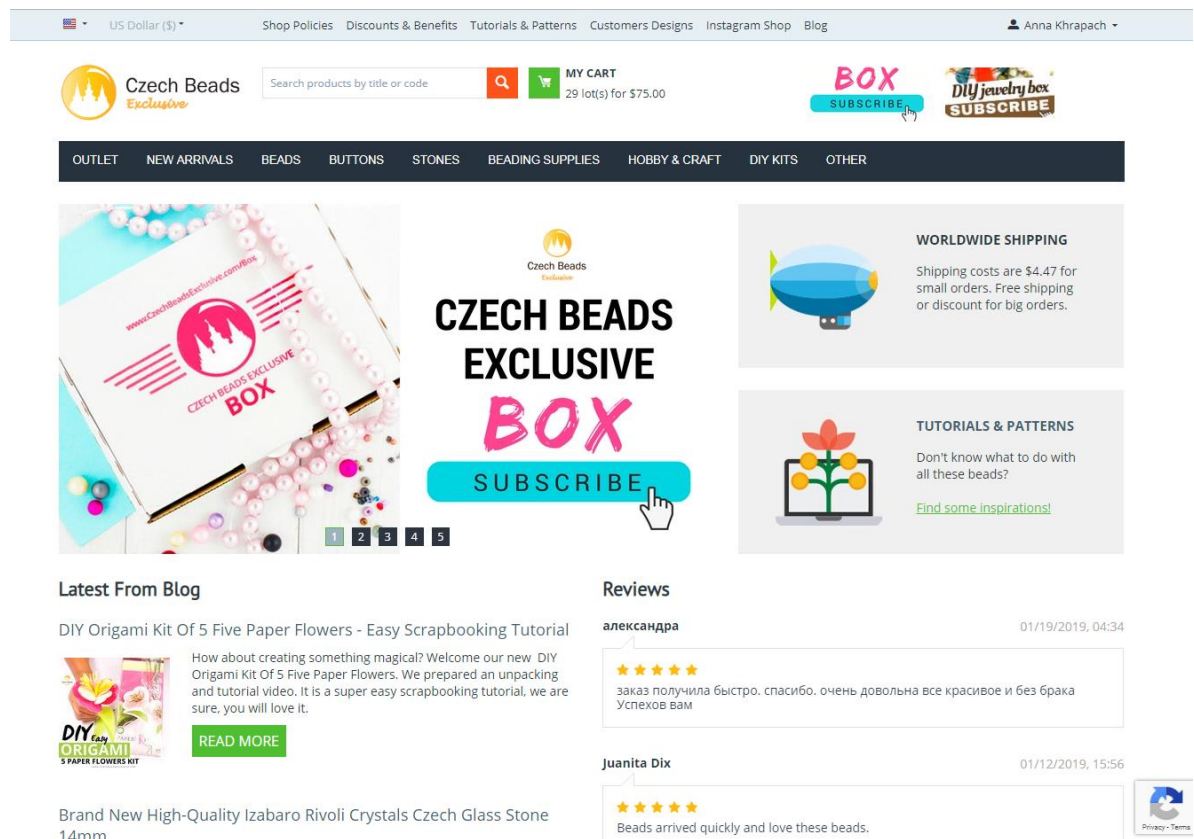 US Dollar ($)
Shop Policies Discounts & Benefits Tutorials & Patterns Customers Designs Instagram Shop Blog
Anna Khrapach
Czech Beads
Exclusive
Search products by title or code
MY CART
29 lot(s) for $75.00
BOX
SUBSCRIBE
DIY jewelry box
SUBSCRIBE
OUTLET NEW ARRIVALS BEADS BUTTONS STONES BEADING SUPPLIES HOBBY & CRAFT DIY KITS OTHER
www.CzechBeadsExclusive.com/Box
CZECH BEADS EXCLUSIVE
BOX
Czech Beads
Exclusive
CZECH BEADS
EXCLUSIVE
BOX
SUBSCRIBE
1 2 3 4 5
WORLDWIDE SHIPPING
Shipping costs are $4.47 for
small orders. Free shipping
or discount for big orders.
TUTORIALS & PATTERNS
Don't know what to do with
all these beads?
Find some inspirations!
Latest From Blog
DIY Origami Kit Of 5 Five Paper Flowers - Easy Scrapbooking Tutorial
How about creating something magical? Welcome our new DIY
Origami Kit Of 5 Five Paper Flowers. We prepared an unpacking
and tutorial video. It is a super easy scrapbooking tutorial, we are
sure, you will love it.
READ MORE
DIY Easy
ORIGAMI
5 PAPER FLOWERS KIT
Brand New High-Quality Izabaro Rivoli Crystals Czech Glass Stone
14mm
Reviews
александра
01/19/2019, 04:34
заказ получила быстро. спасибо. очень довольна все красивое и без брака
Успехов вам
Juanita Dix
01/12/2019, 15:56
Beads arrived quickly and love these beads.
Privacy - Terms